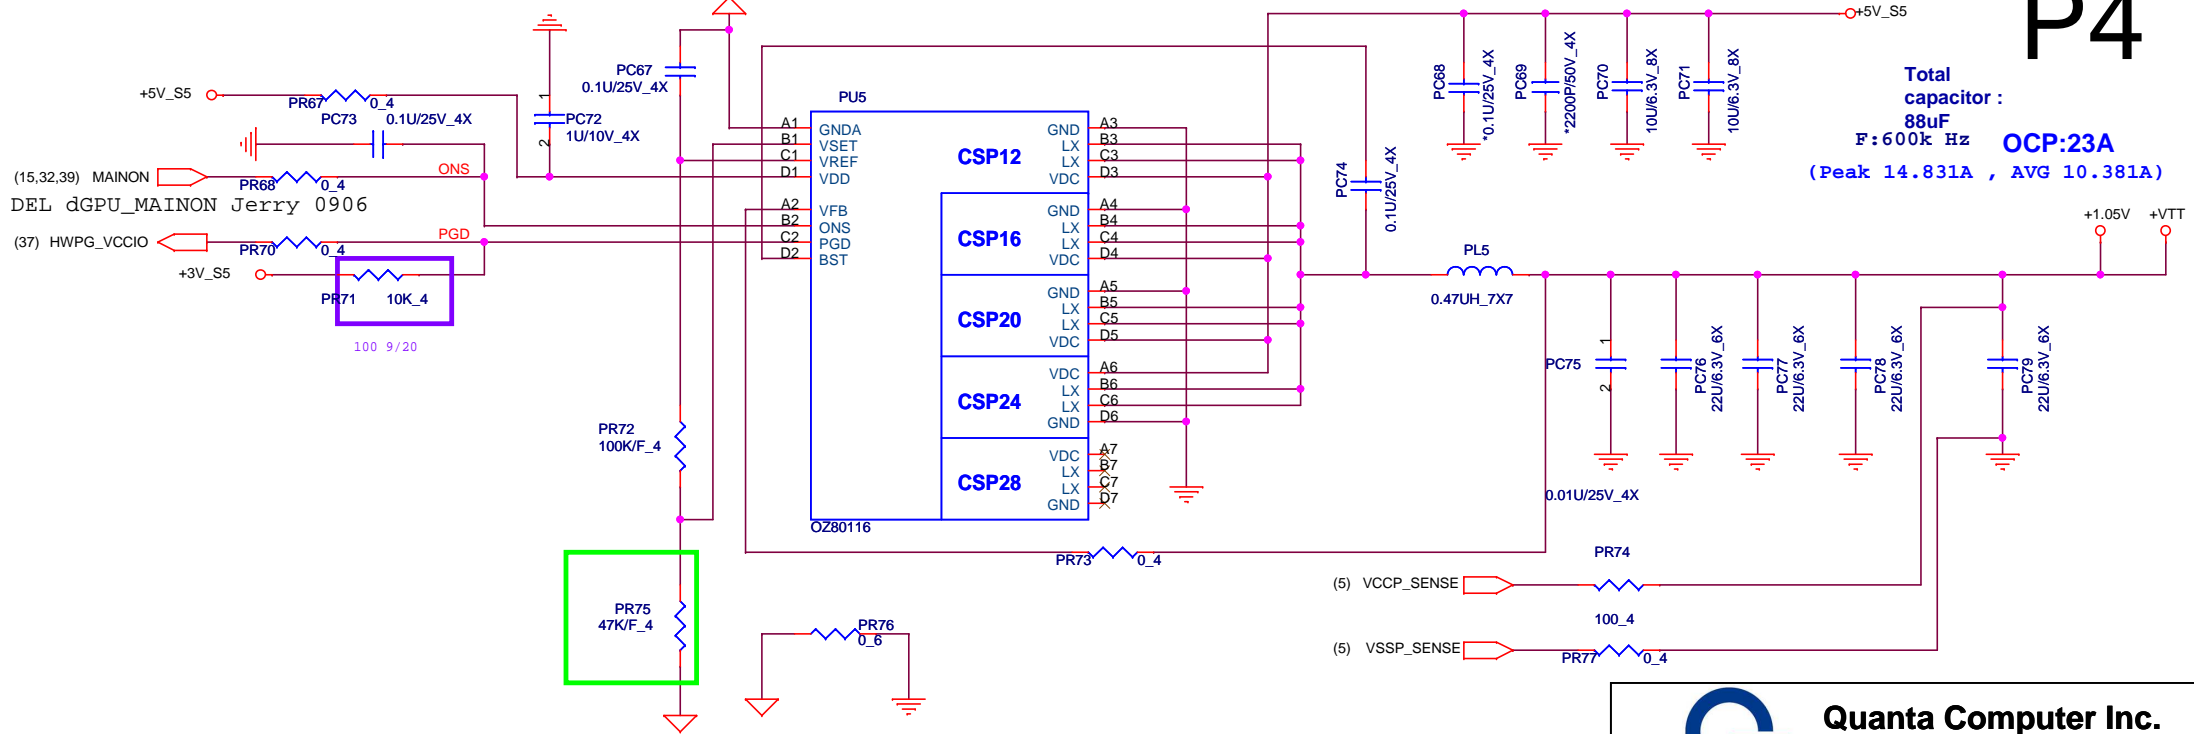 P4
+5V_S5
Total
capacitor :
88uF
F:600k Hz
OCP:23A
(Peak 14.831A , AVG 10.381A)
+1.05V
+VTT
PC68
*0.1U/25V_4X
PC69
*2200P/50V_4X
PC70
10U/6.3V_8X
PC71
10U/6.3V_8X
PC67
0.1U/25V_4X
+5V_S5
PR67
0_4
PC73
0.1U/25V_4X
1
PC72
1U/10V_4X
2
(15,32,39)
MAINON
PR68
0_4
ONS
DEL dGPU_MAINON Jerry 0906
(37)
HWPG_VCCIO
PR70
0_4
PGD
+3V_S5
PR71
10K_4
100 9/20
PU5
A1
GNDA
B1
VSET
C1
VREF
D1
VDD
A2
VFB
B2
ONS
C2
PGD
D2
BST
CSP12
GND
A3
LX
B3
LX
C3
VDC
D3
CSP16
GND
A4
LX
B4
LX
C4
VDC
D4
CSP20
GND
A5
LX
B5
LX
C5
VDC
D5
CSP24
VDC
A6
LX
B6
LX
C6
GND
D6
CSP28
VDC
A7
LX
B7
LX
C7
GND
D7
OZ80116
PC74
0.1U/25V_4X
PL5
0.47UH_7X7
PC75
1
2
0.01U/25V_4X
PC76
22U/6.3V_6X
PC77
22U/6.3V_6X
PC78
22U/6.3V_6X
PC79
22U/6.3V_6X
PR72
100K/F_4
PR73
0_4
PR75
47K/F_4
PR76
0_6
(5)
VCCP_SENSE
PR74
100_4
(5)
VSSP_SENSE
PR77
0_4
Quanta Computer Inc.